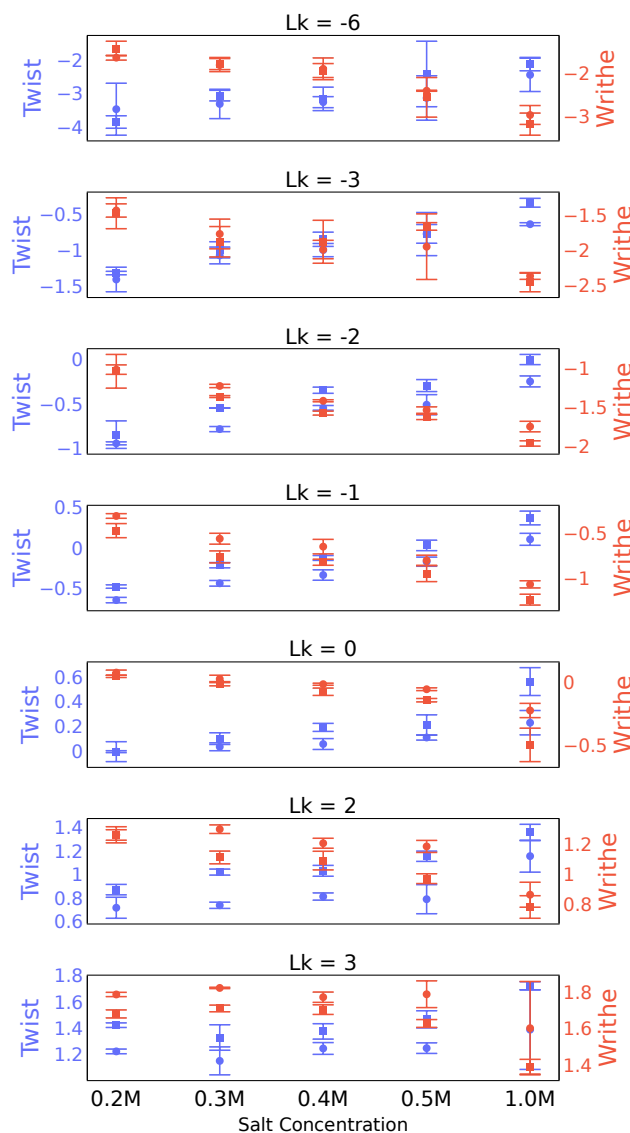 Lk = -6
Twist
−2
−3
−4
−2
−3
Writhe
Lk = -3
Twist
−0.5
−1
−1.5
−1.5
−2
−2.5
Writhe
Lk = -2
Twist
0
−0.5
−1
−1
−1.5
−2
Writhe
Lk = -1
Twist
0.5
0
−0.5
−0.5
−1
Writhe
Lk = 0
Twist
0.6
0.4
0.2
0
0
−0.5
Writhe
Lk = 2
Twist
1.4
1.2
1
0.8
0.6
1.2
1
0.8
Writhe
Lk = 3
Twist
1.8
1.6
1.4
1.2
1.8
1.6
1.4
Writhe
0.2M 0.3M 0.4M 0.5M 1.0M
Salt Concentration